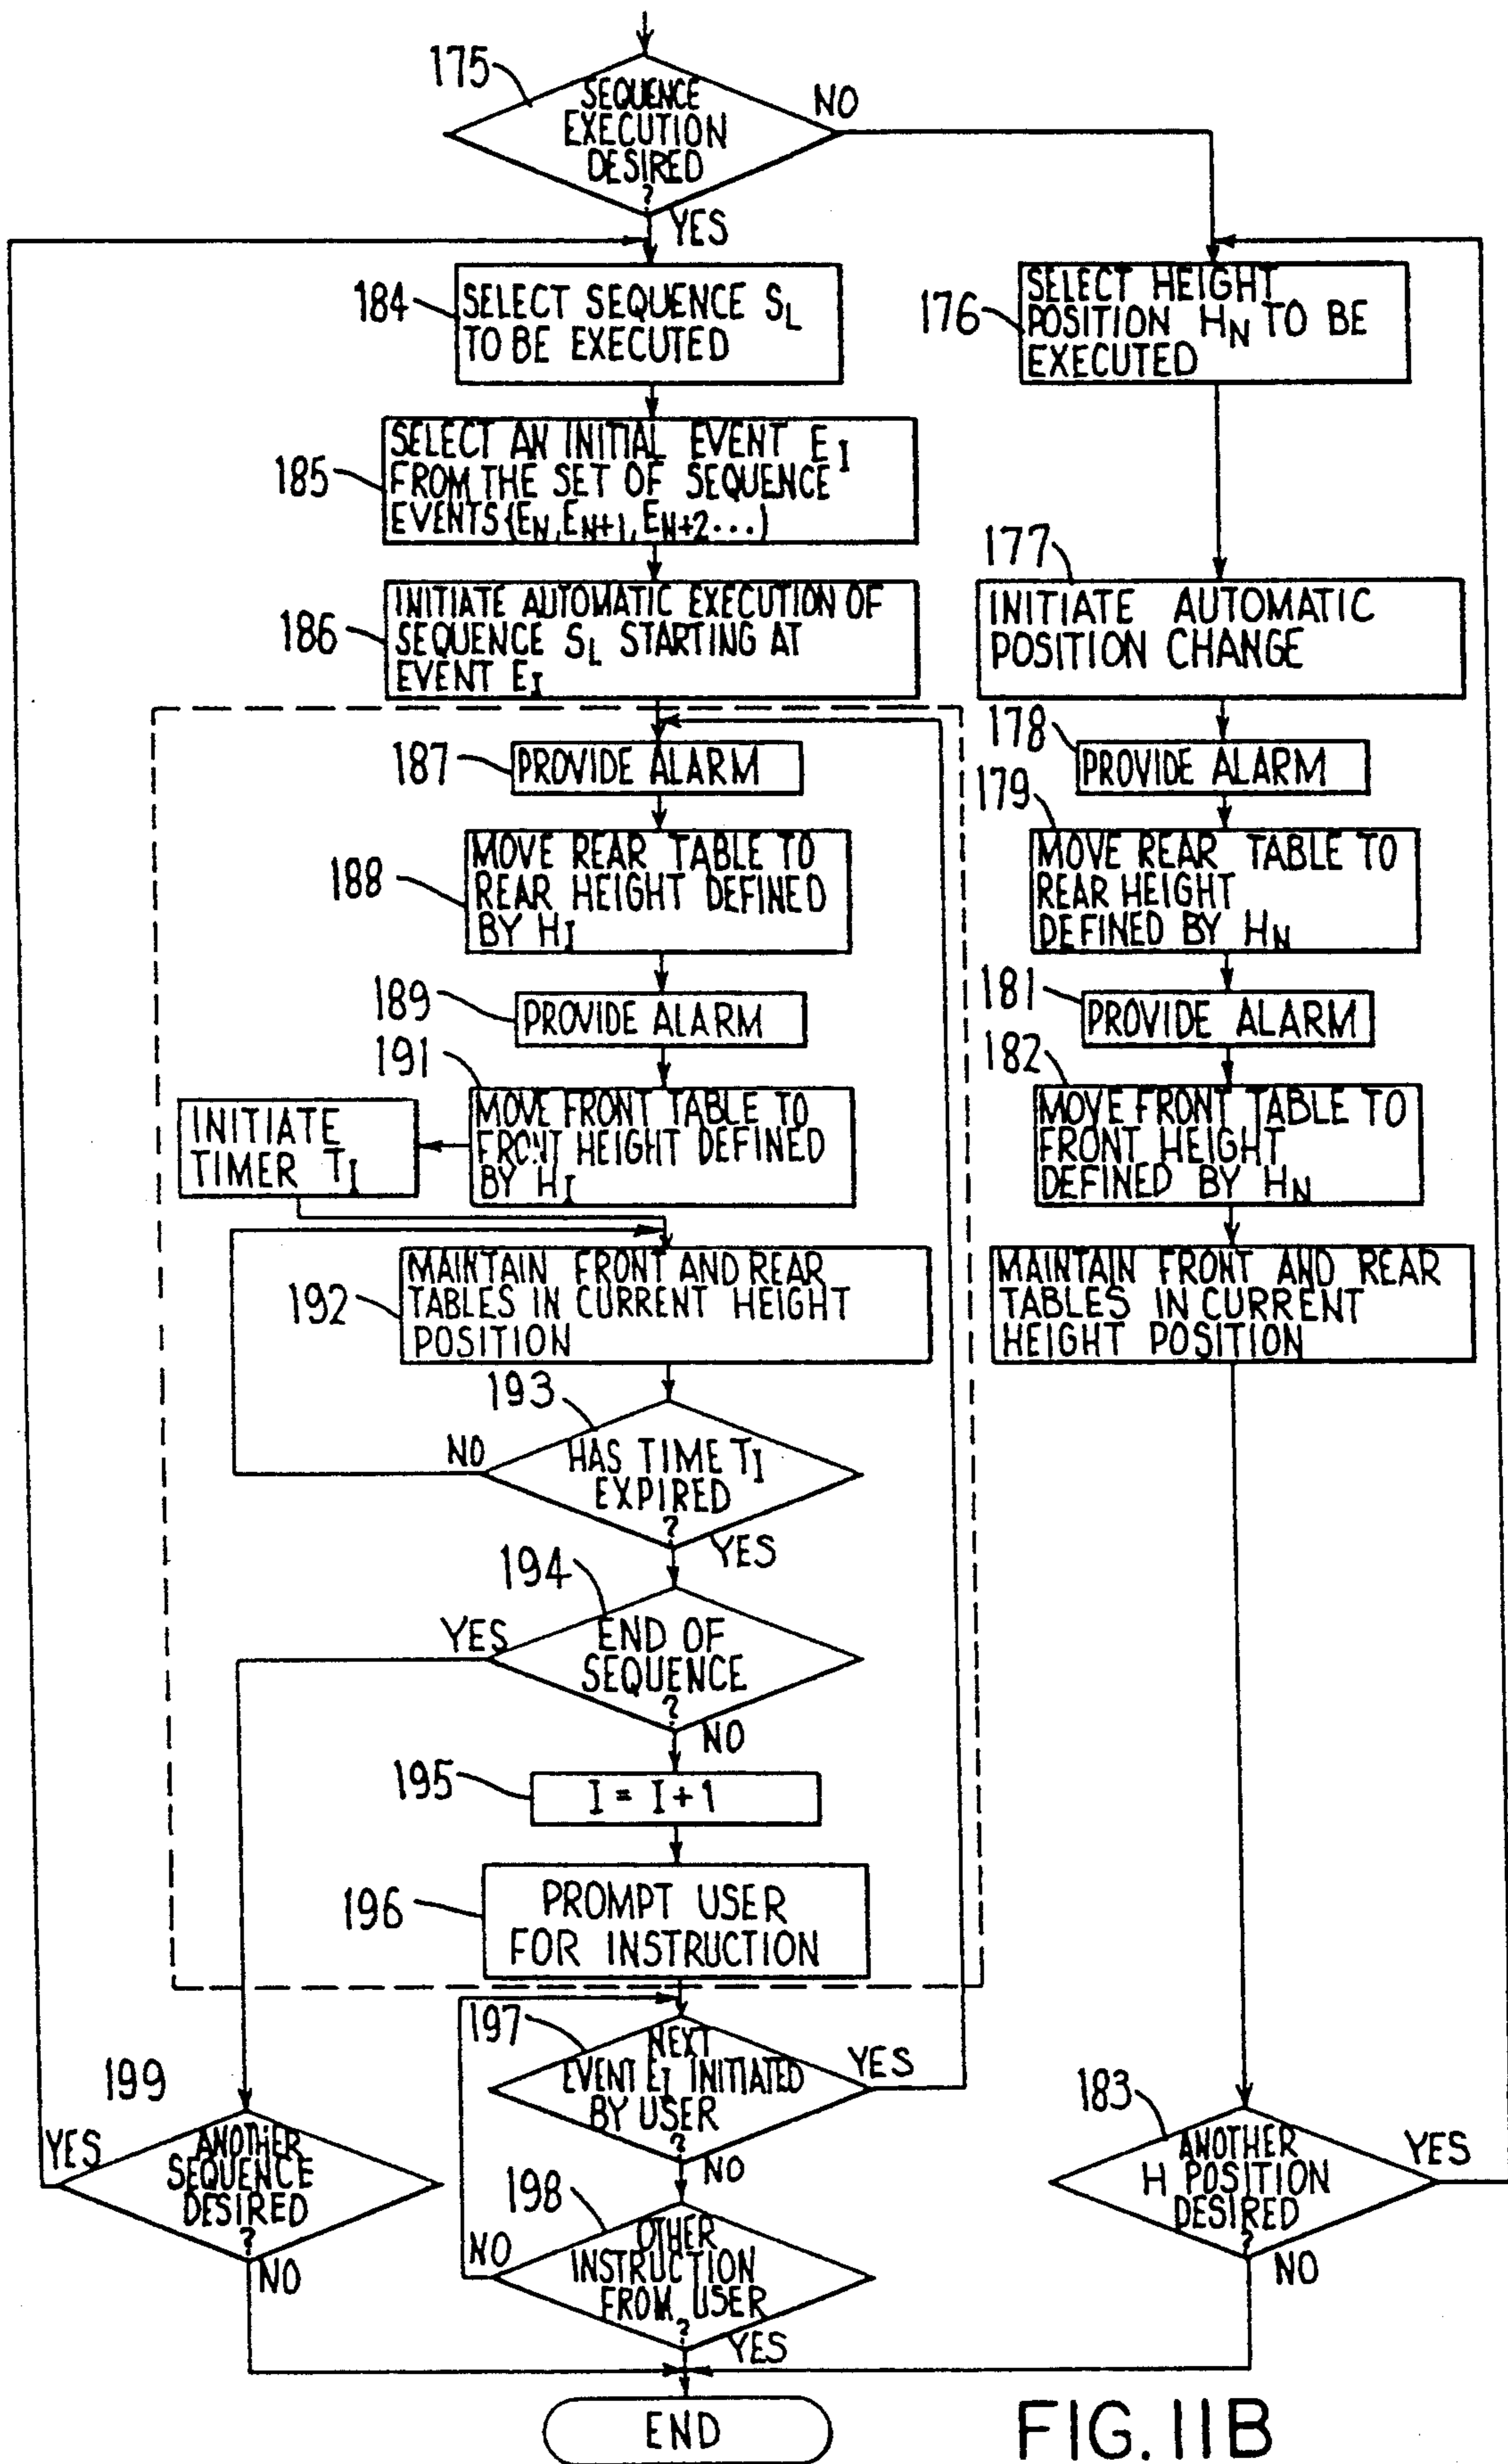 175
SEQUENCE
EXECUTION
DESIRED
?
NO
YES
184
SELECT SEQUENCE SL
TO BE EXECUTED
176
SELECT HEIGHT
POSITION HN TO BE
EXECUTED
185
SELECT AN INITIAL EVENT EI
FROM THE SET OF SEQUENCE
EVENTS (EN, EN+1, EN+2...)
186
INITIATE AUTOMATIC EXECUTION OF
SEQUENCE SL STARTING AT
EVENT EI
177
INITIATE AUTOMATIC
POSITION CHANGE
187
PROVIDE ALARM
178
PROVIDE ALARM
188
MOVE REAR TABLE TO
REAR HEIGHT DEFINED
BY HI
179
MOVE REAR TABLE TO
REAR HEIGHT
DEFINED BY HN
189
PROVIDE ALARM
181
PROVIDE ALARM
191
MOVE FRONT TABLE TO
FRONT HEIGHT DEFINED
BY HI
INITIATE
TIMER TI
182
MOVE FRONT TABLE TO
FRONT HEIGHT
DEFINED BY HN
192
MAINTAIN FRONT AND REAR
TABLES IN CURRENT HEIGHT
POSITION
MAINTAIN FRONT AND REAR
TABLES IN CURRENT
HEIGHT POSITION
193
HAS TIME TI
EXPIRED
?
NO
YES
194
END OF
SEQUENCE
?
YES
NO
195
I = I+1
196
PROMPT USER
FOR INSTRUCTION
197
NEXT
EVENT EI INITIATED
BY USER
?
YES
NO
199
ANOTHER
SEQUENCE
DESIRED
?
YES
NO
198
OTHER
INSTRUCTION
FROM USER
?
NO
YES
183
ANOTHER
H POSITION
DESIRED
?
YES
NO
END
FIG. 11B